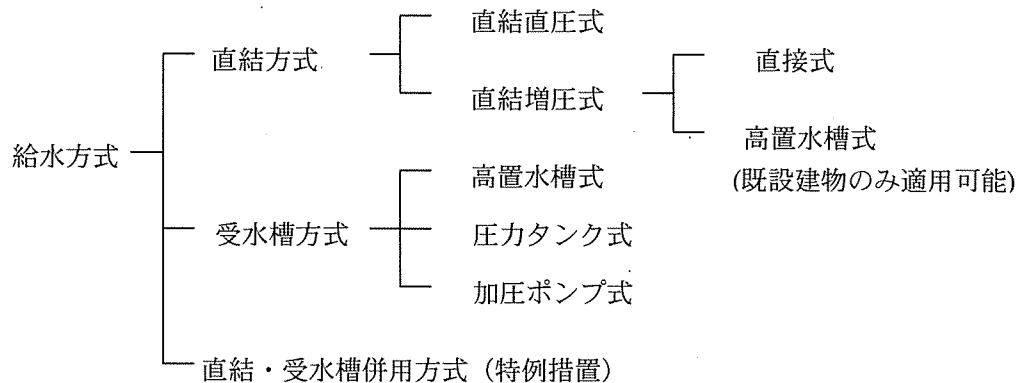 給水方式
直結方式
直結直圧式
直結増圧式
直接式
高置水槽式
(既設建物のみ適用可能)
受水槽方式
高置水槽式
圧力タンク式
加圧ポンプ式
直結・受水槽併用方式（特例措置）